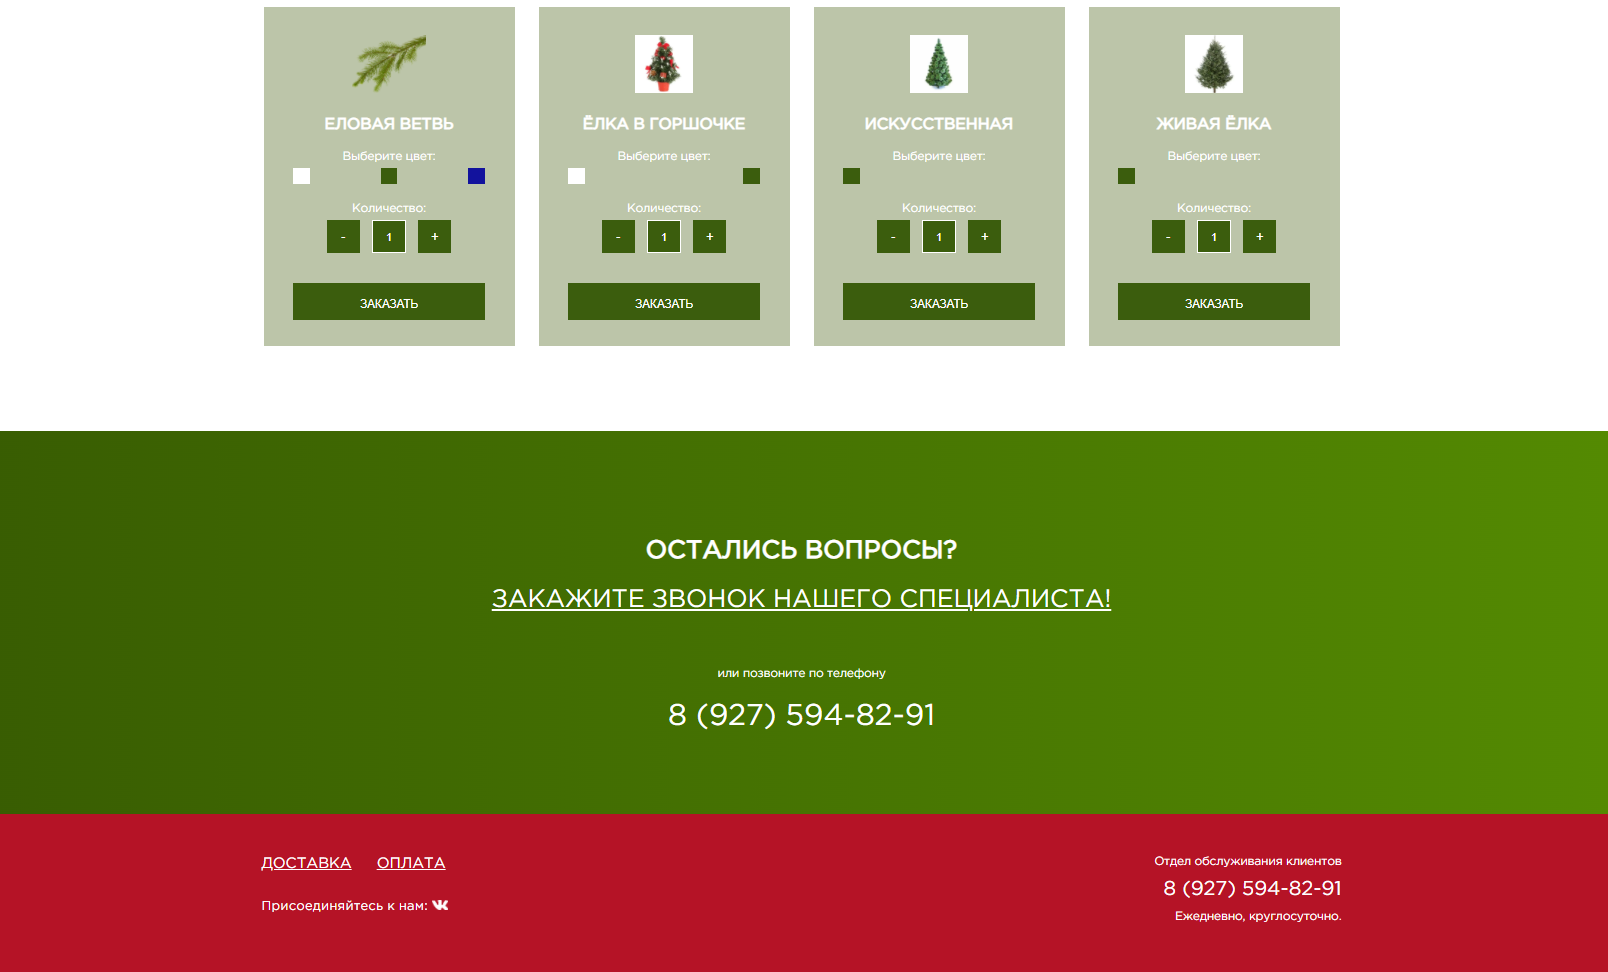 ЕЛОВАЯ ВЕТВЬ
Выберите цвет:
Количество:
- 1 +
ЗАКАЗАТЬ
ЁЛКА В ГОРШОЧКЕ
Выберите цвет:
Количество:
- 1 +
ЗАКАЗАТЬ
ИСКУССТВЕННАЯ
Выберите цвет:
Количество:
- 1 +
ЗАКАЗАТЬ
ЖИВАЯ ЁЛКА
Выберите цвет:
Количество:
- 1 +
ЗАКАЗАТЬ
ОСТАЛИСЬ ВОПРОСЫ?
ЗАКАЖИТЕ ЗВОНОК НАШЕГО СПЕЦИАЛИСТА!
или позвоните по телефону
8 (927) 594-82-91
ДОСТАВКА ОПЛАТА
Присоединяйтесь к нам:
Отдел обслуживания клиентов
8 (927) 594-82-91
Ежедневно, круглосуточно.